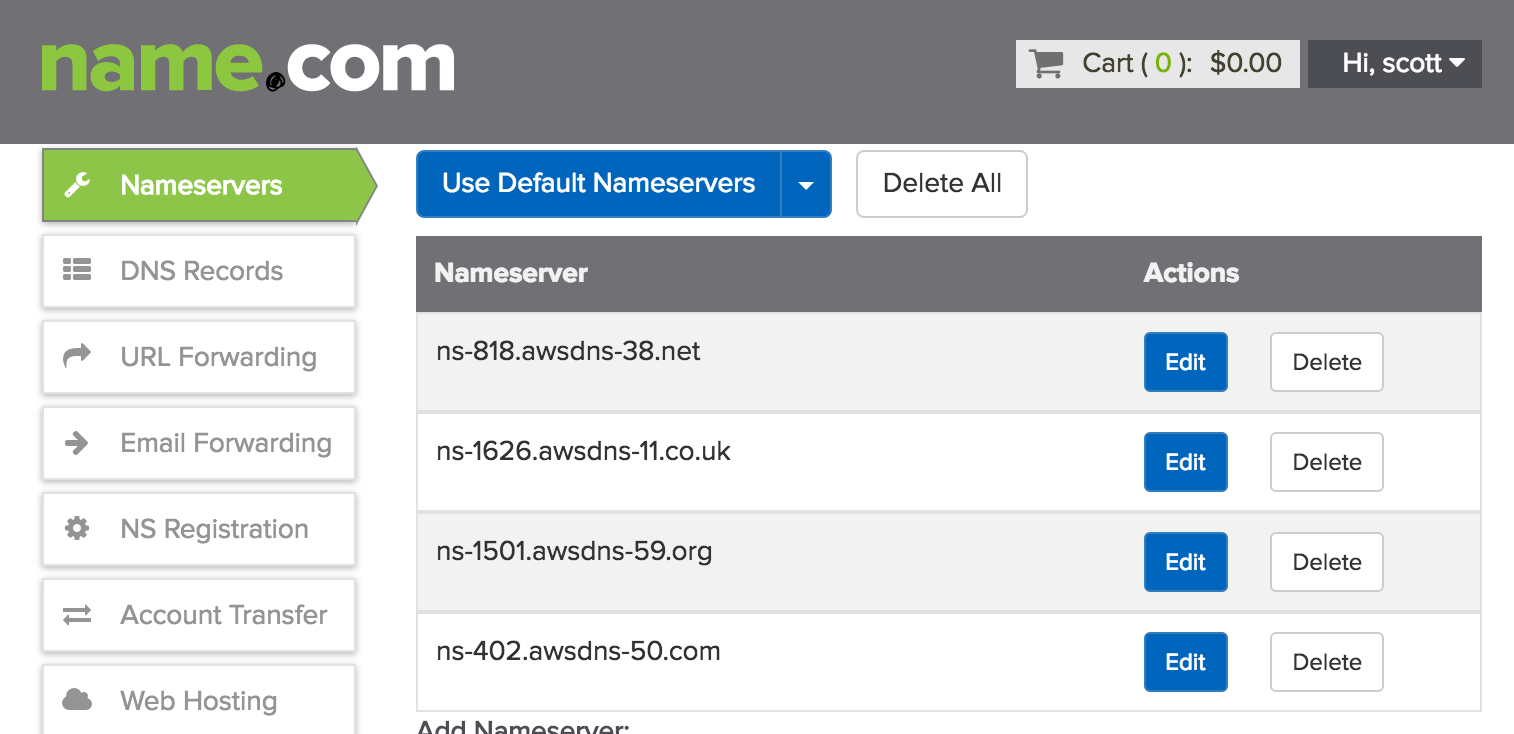 name.com
Cart ( 0 ): $0.00
Hi, scott
Nameservers
DNS Records
URL Forwarding
Email Forwarding
NS Registration
Account Transfer
Web Hosting
Use Default Nameservers
Delete All
Nameserver Actions
ns-818.awsdns-38.net Edit Delete
ns-1626.awsdns-11.co.uk Edit Delete
ns-1501.awsdns-59.org Edit Delete
ns-402.awsdns-50.com Edit Delete
Add Nameserver: